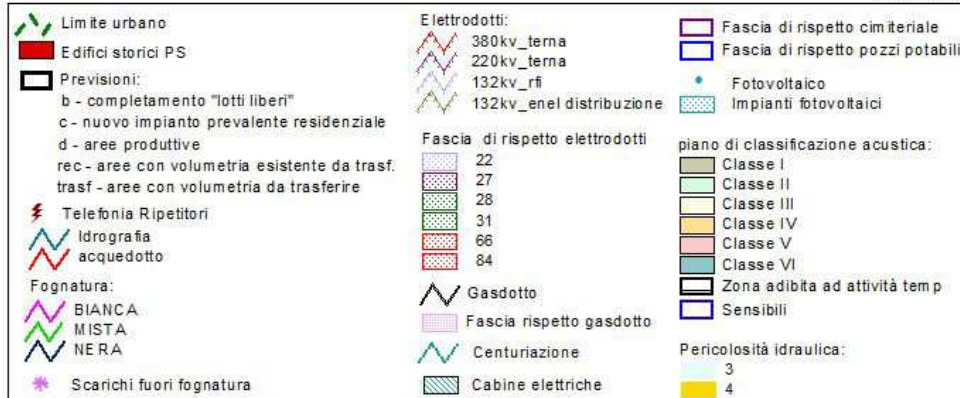 Limite urbano
Edifici storici PS
Previsioni:
b - completamento "lotti liberi"
c - nuovo impianto prevalente residenziale
d - aree produttive
rec - aree con volumetria esistente da trasf.
trasf - aree con volumetria da trasferire
Telefonia Ripetitori
Idrografia
acquedotto
Fognatura:
BIANCA
MISTA
NERA
Scarichi fuori fognatura
Elettrodotti:
380kv_terna
220kv_terna
132kv_rfi
132kv_enel distribuzione
Fascia di rispetto elettrodotti
22
27
28
31
66
84
Gasdotto
Fascia rispetto gasdotto
Centuriazione
Cabine elettriche
Fascia di rispetto cimiteriale
Fascia di rispetto pozzi potabili
Fotovoltaico
Impianti fotovoltaici
piano di classificazione acustica:
Classe I
Classe II
Classe III
Classe IV
Classe V
Classe VI
Zona adibita ad attività temp
Sensibili
Pericolosità idraulica:
3
4